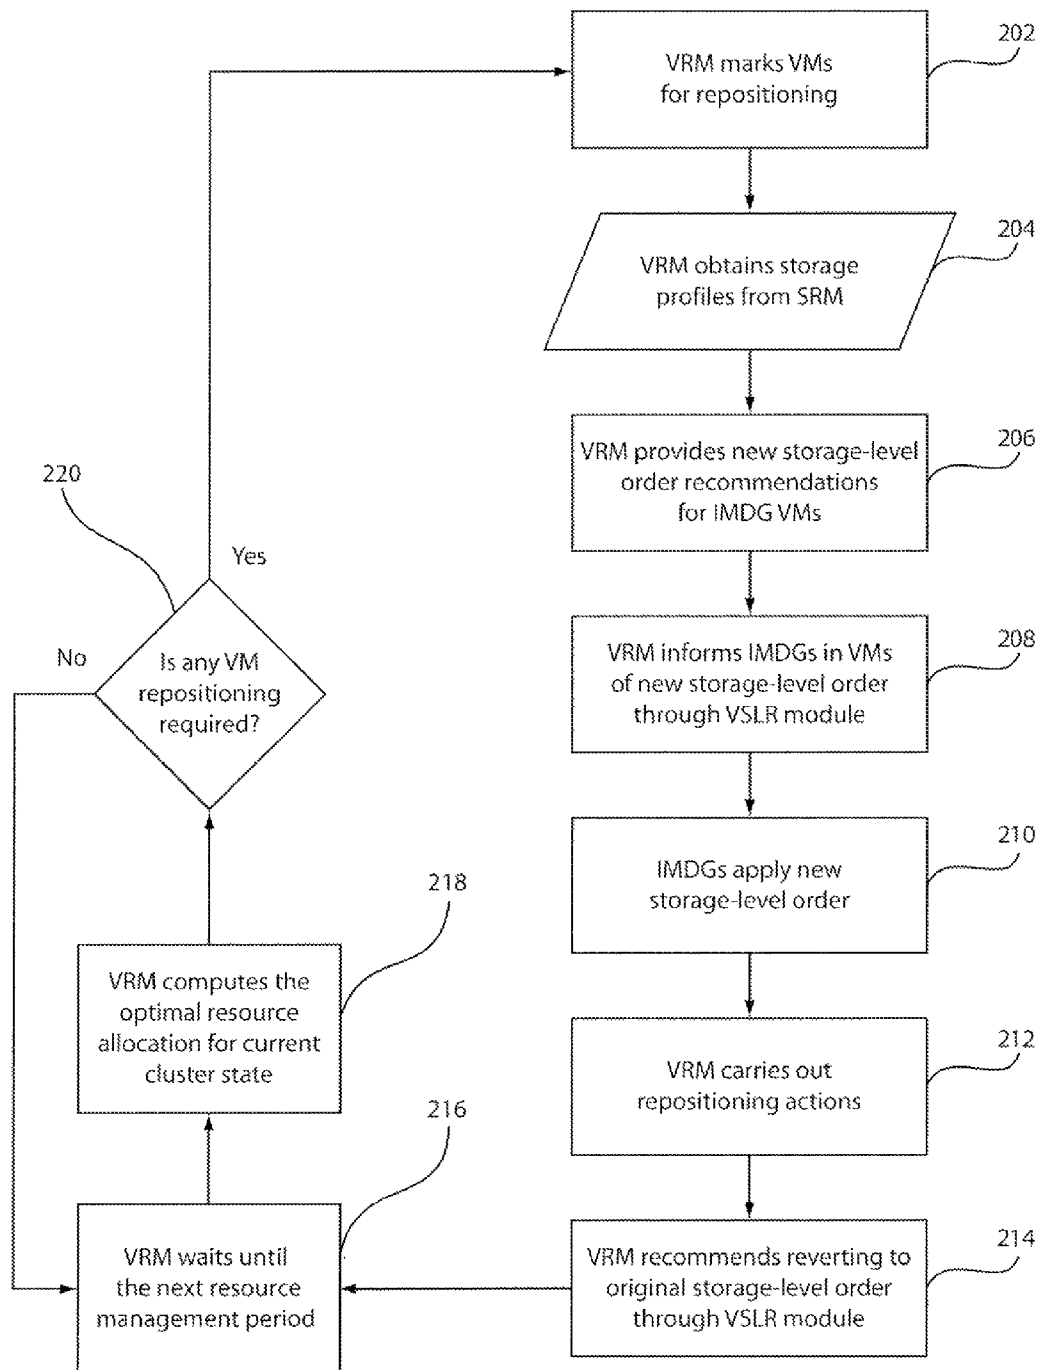 VRM marks VMs
for repositioning
202
VRM obtains storage
profiles from SRM
204
VRM provides new storage-level
order recommendations
for IMDG VMs
206
VRM informs IMDGs in VMs
of new storage-level order
through VSLR module
208
IMDGs apply new
storage-level order
210
VRM carries out
repositioning actions
212
VRM recommends reverting to
original storage-level order
through VSLR module
214
VRM waits until
the next resource
management period
216
VRM computes the
optimal resource
allocation for current
cluster state
218
Is any VM
repositioning
required?
220
Yes
No